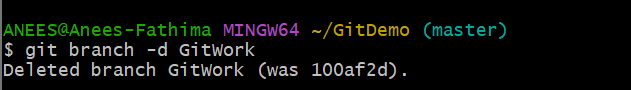 ANEES@Anees-Fathima MINGW64 ~/GitDemo (master)
$ git branch -d GitWork
Deleted branch GitWork (was 100af2d).